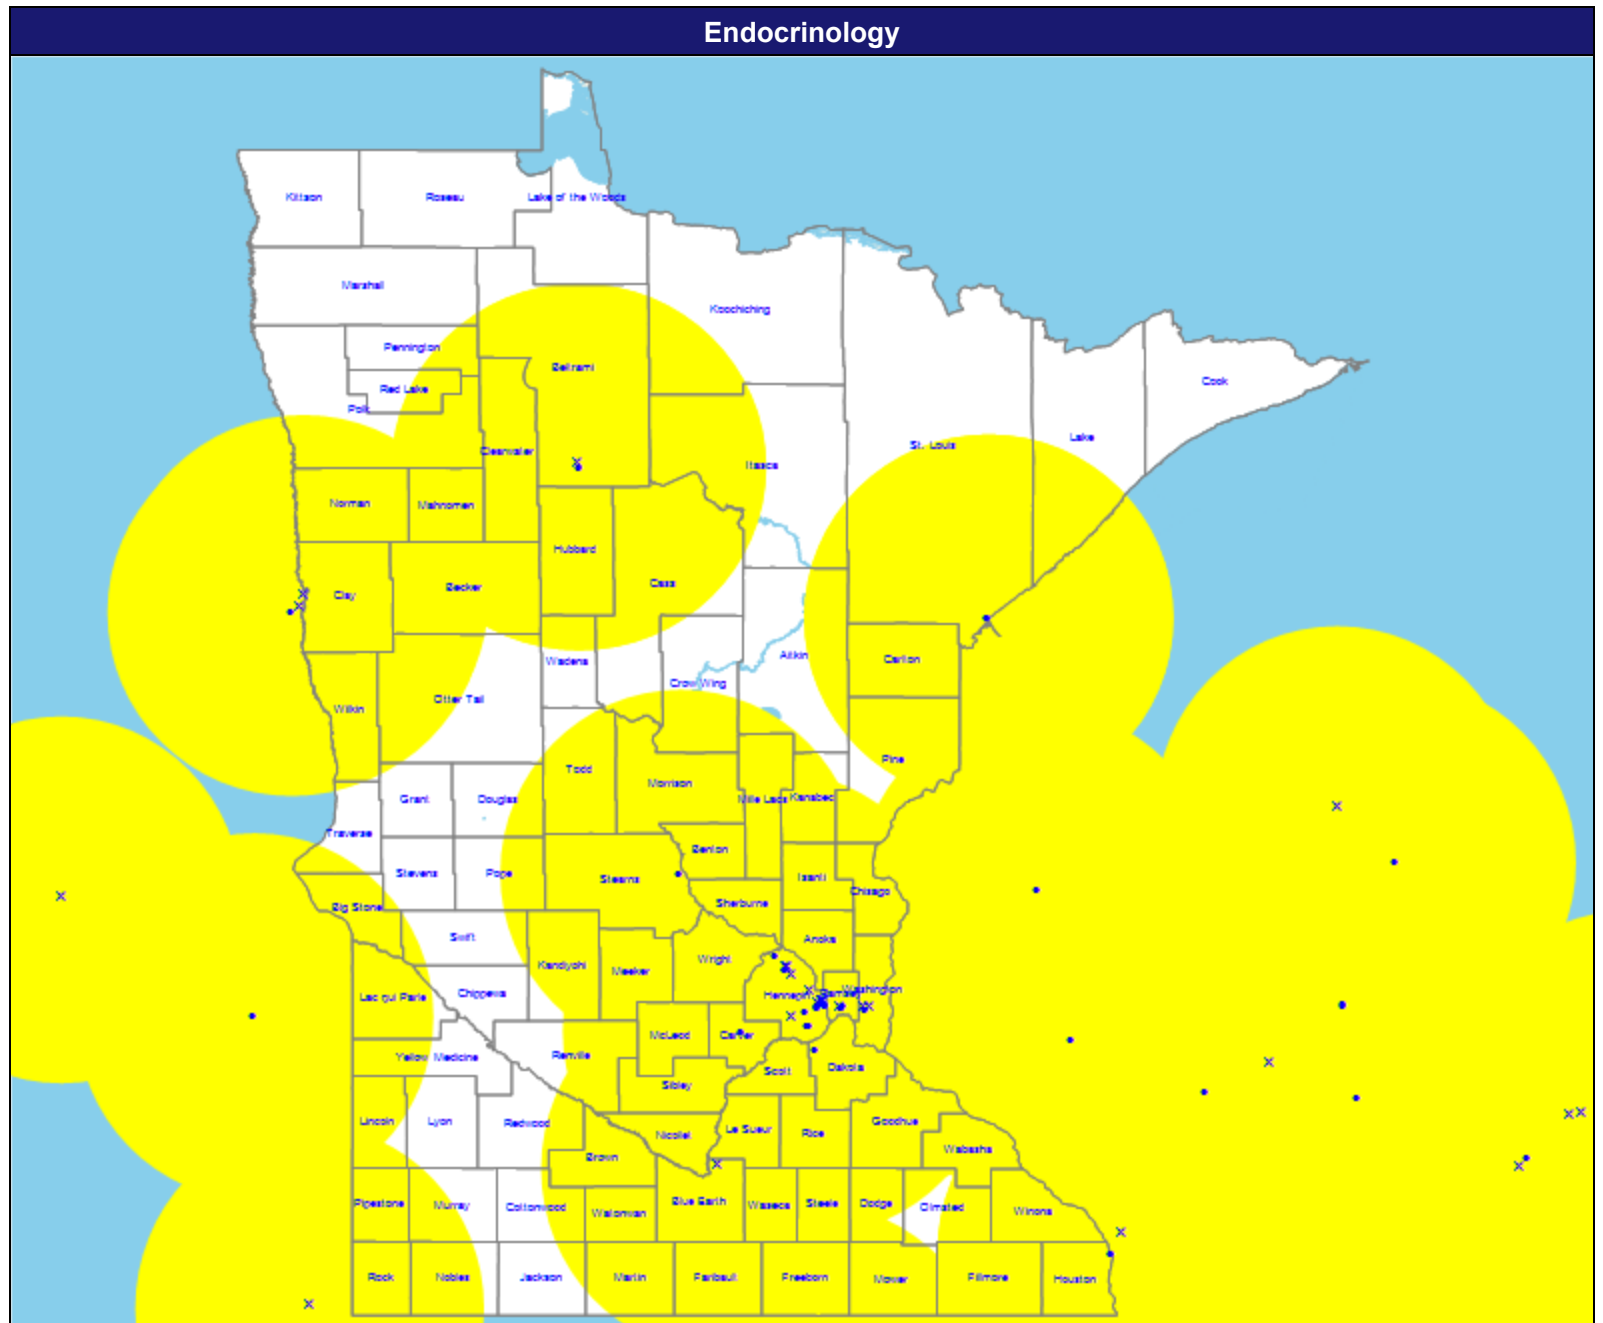 Endocrinology
Kittson
Roseau
Lake of the Woods
Marshall
Koochiching
Pennington
Beltrami
Red Lake
Polk
Cook
Clearwater
St. Louis
Lake
Itasca
Norman
Mahnomen
Hubbard
Clay
Becker
Cass
Wadena
Aitkin
Carlton
Crow Wing
Otter Tail
Wilkin
Pine
Todd
Morrison
Grant
Douglas
Mille Lacs
Kanabec
Traverse
Benton
Stevens
Pope
Stearns
Isanti
Chisago
Big Stone
Sherburne
Swift
Anoka
Kandiyohi
Meeker
Wright
Lac qui Parle
Chippewa
Hennepin
Ramsey
Washington
McLeod
Carver
Yellow Medicine
Renville
Scott
Dakota
Sibley
Lincoln
Lyon
Redwood
Nicollet
Le Sueur
Rice
Goodhue
Brown
Wabasha
Pipestone
Murray
Cottonwood
Watonwan
Blue Earth
Waseca
Steele
Dodge
Olmsted
Winona
Rock
Nobles
Jackson
Martin
Faribault
Freeborn
Mower
Fillmore
Houston